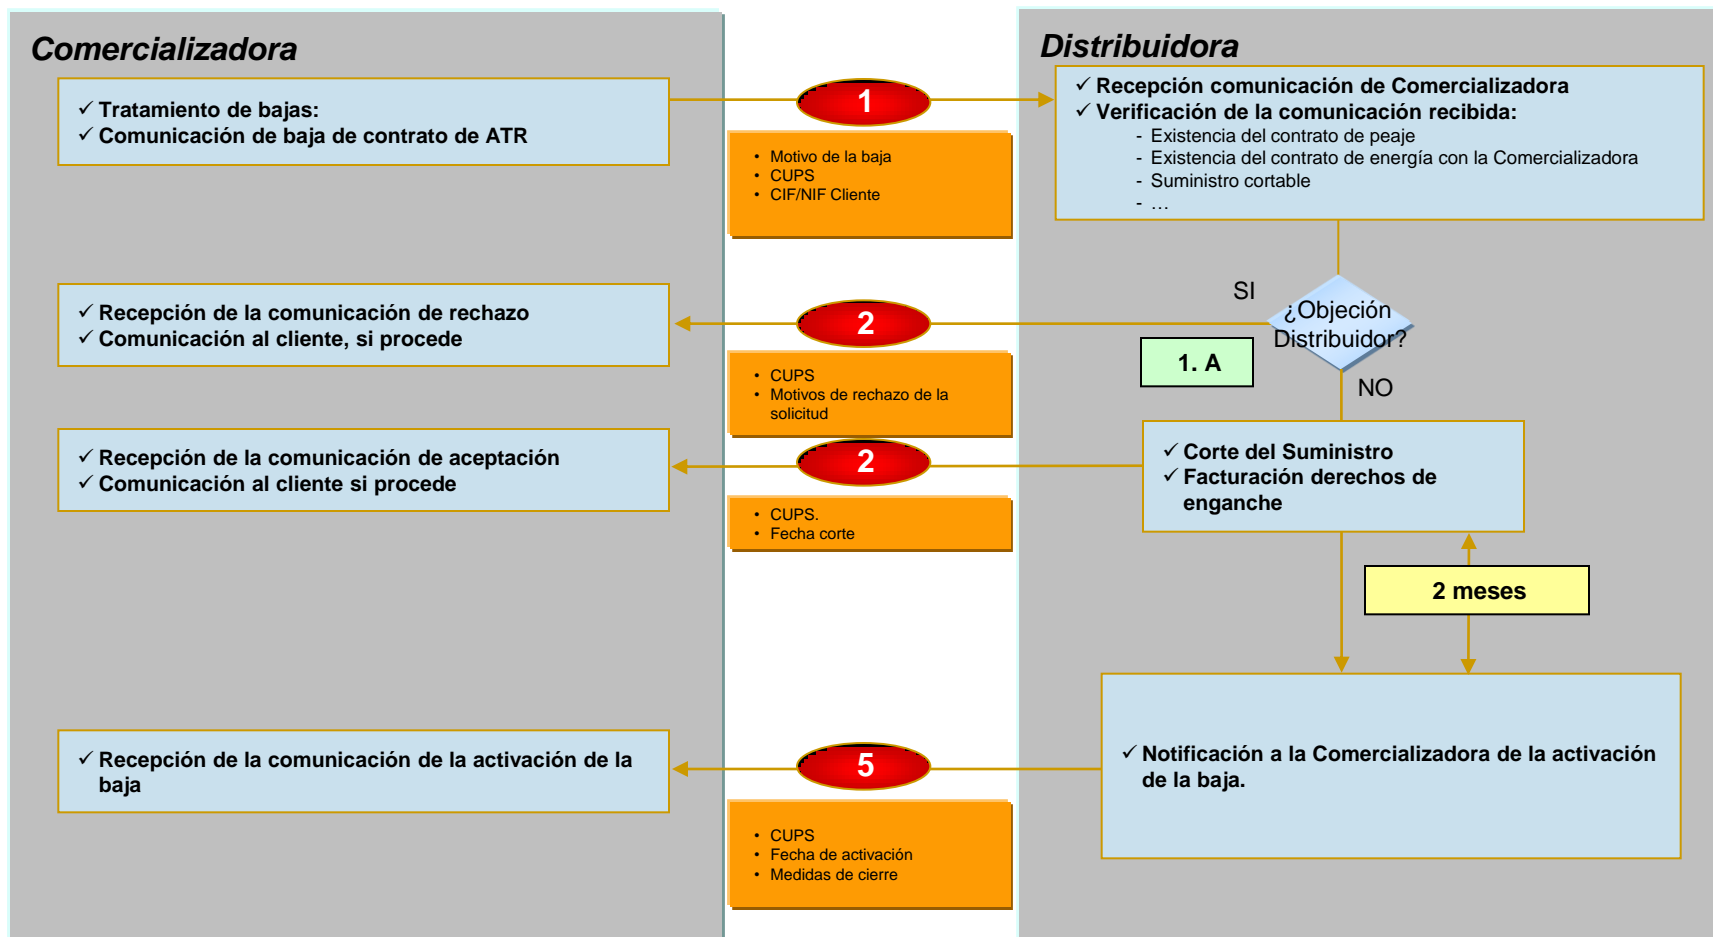 Comercializadora
Distribuidora
✓ Tratamiento de bajas:
✓ Comunicación de baja de contrato de ATR
1
• Motivo de la baja
• CUPS
• CIF/NIF Cliente
✓ Recepción comunicación de Comercializadora
✓ Verificación de la comunicación recibida:
- Existencia del contrato de peaje
- Existencia del contrato de energía con la Comercializadora
- Suministro cortable
- …
SI
¿Objeción
Distribuidor?
1. A
NO
✓ Recepción de la comunicación de rechazo
✓ Comunicación al cliente, si procede
2
• CUPS
• Motivos de rechazo de la
solicitud
✓ Recepción de la comunicación de aceptación
✓ Comunicación al cliente si procede
2
• CUPS.
• Fecha corte
✓ Corte del Suministro
✓ Facturación derechos de
enganche
2 meses
✓ Recepción de la comunicación de la activación de la
baja
5
• CUPS
• Fecha de activación
• Medidas de cierre
✓ Notificación a la Comercializadora de la activación
de la baja.